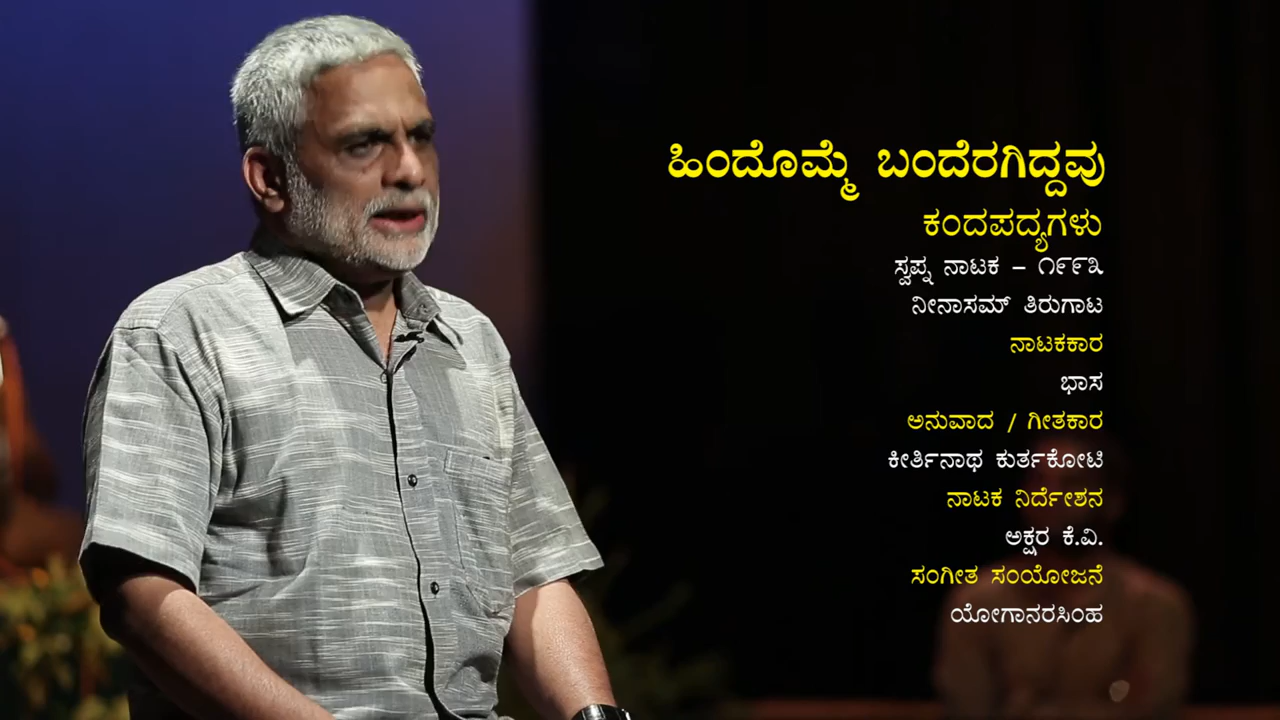 ಹಿಂದೊಮ್ಮೆ ಬಂದೆರಗಿದ್ದವು
ಕಂದಪದ್ಯಗಳು
ಸ್ವಪ್ನ ನಾಟಕ – ೧೯೯೩
ನೀನಾಸಮ್ ತಿರುಗಾಟ
ನಾಟಕಕಾರ
ಭಾಸ
ಅನುವಾದ / ಗೀತಕಾರ
ಕೀರ್ತಿನಾಥ ಕುರ್ತಕೋಟಿ
ನಾಟಕ ನಿರ್ದೇಶನ
ಅಕ್ಷರ ಕೆ.ವಿ.
ಸಂಗೀತ ಸಂಯೋಜನೆ
ಯೋಗಾನರಸಿಂಹ